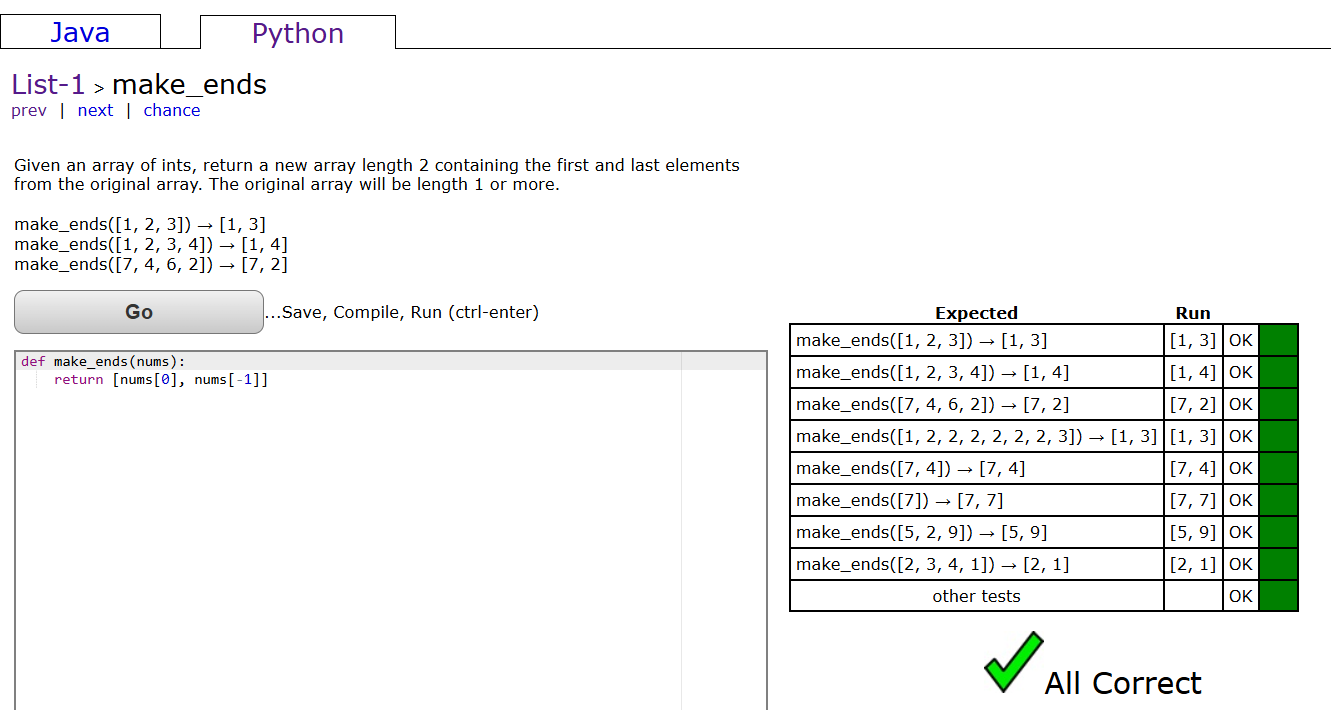 Java
Python
List-1 > make_ends
prev | next | chance
Given an array of ints, return a new array length 2 containing the first and last elements
from the original array. The original array will be length 1 or more.
make_ends([1, 2, 3]) → [1, 3]
make_ends([1, 2, 3, 4]) → [1, 4]
make_ends([7, 4, 6, 2]) → [7, 2]
Go ...Save, Compile, Run (ctrl-enter)
def make_ends(nums):
    return [nums[0], nums[-1]]
Expected Run
make_ends([1, 2, 3]) → [1, 3] [1, 3] OK
make_ends([1, 2, 3, 4]) → [1, 4] [1, 4] OK
make_ends([7, 4, 6, 2]) → [7, 2] [7, 2] OK
make_ends([1, 2, 2, 2, 2, 2, 2, 3]) → [1, 3] [1, 3] OK
make_ends([7, 4]) → [7, 4] [7, 4] OK
make_ends([7]) → [7, 7] [7, 7] OK
make_ends([5, 2, 9]) → [5, 9] [5, 9] OK
make_ends([2, 3, 4, 1]) → [2, 1] [2, 1] OK
other tests OK
All Correct